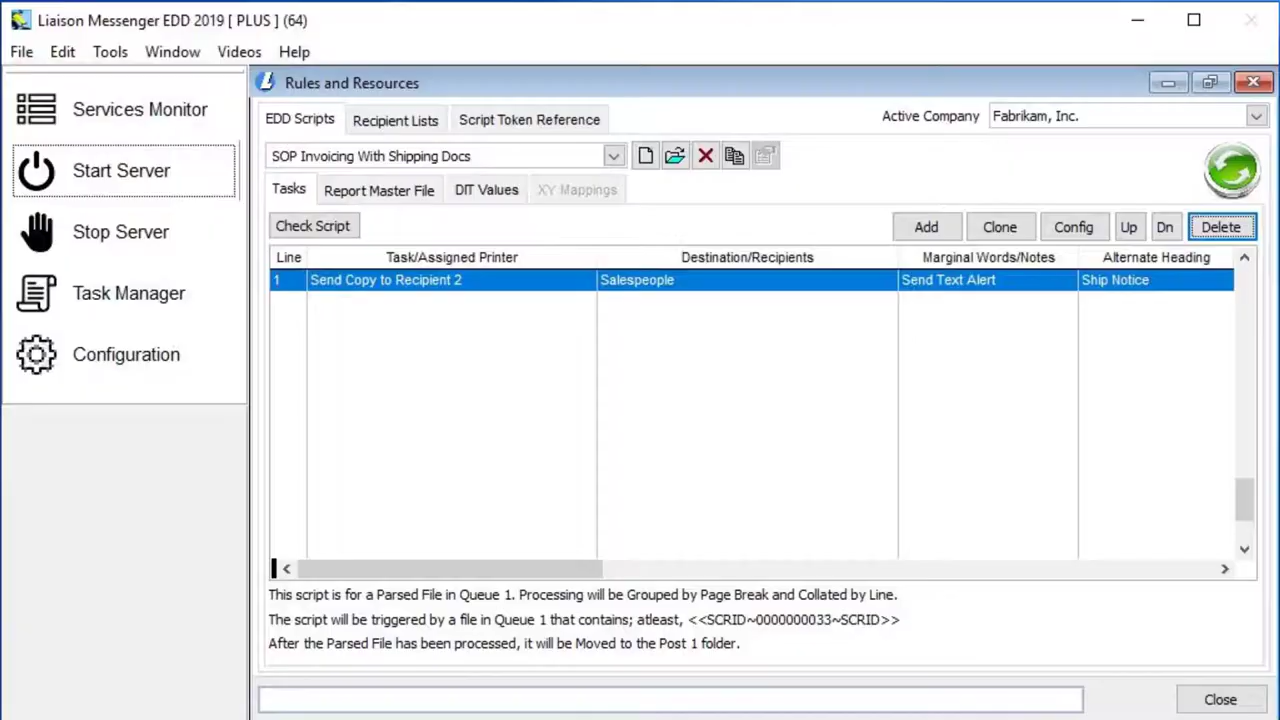 Liaison Messenger EDD 2019 [ PLUS ] (64)
File Edit Tools Window Videos Help
Services Monitor
Start Server
Stop Server
Task Manager
Configuration
Rules and Resources
EDD Scripts Recipient Lists Script Token Reference
Active Company Fabrikam, Inc.
SOP Invoicing With Shipping Docs
Tasks Report Master File DIT Values XY Mappings
Check Script Add Clone Config Up Dn Delete
Line Task/Assigned Printer Destination/Recipients Marginal Words/Notes Alternate Heading
1 Send Copy to Recipient 2 Salespeople Send Text Alert Ship Notice
This script is for a Parsed File in Queue 1. Processing will be Grouped by Page Break and Collated by Line.
The script will be triggered by a file in Queue 1 that contains; atleast, <<SCRID~0000000033~SCRID>>
After the Parsed File has been processed, it will be Moved to the Post 1 folder.
Close